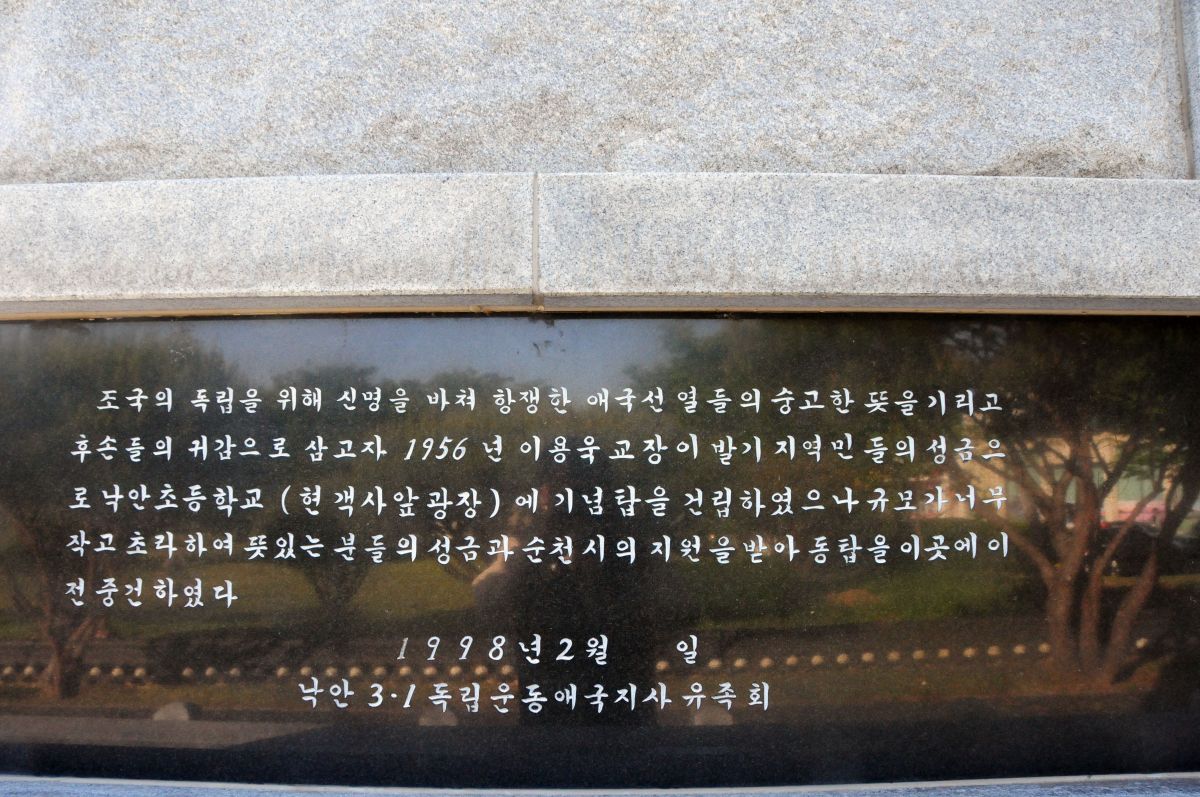 조국의 독립을 위해 신명을 바쳐 항쟁한 애국선열들의 숭고한 뜻을기리고
후손들의 귀감으로 삼고자 1956년 이용욱교장이 발기 지역민들의 성금으
로낙안초등학교 (현 객사앞광장)에 기념탑을 건립하였으나 규모가너무
작고 초라하여 뜻있는 분들의 성금과 순천시의 지원을받아 동탑을이곳에이
전중건하였다
1998년2월 일
낙안 3·1독립운동애국지사유족회